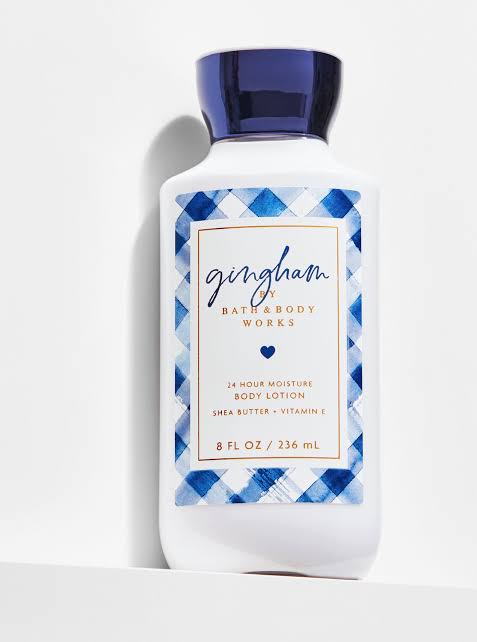 gingham
BY
BATH & BODY
WORKS
24 HOUR MOISTURE
BODY LOTION
SHEA BUTTER + VITAMIN E
8 FL OZ / 236 mL